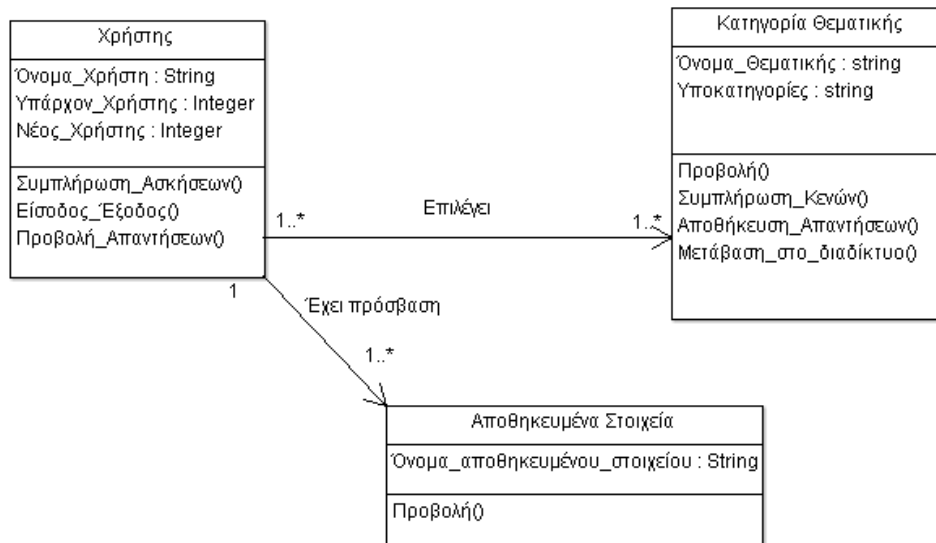 Χρήστης
Όνομα_Χρήστη : String
Υπάρχον_Χρήστης : Integer
Νέος_Χρήστης : Integer
Συμπλήρωση_Ασκήσεων()
Είσοδος_Έξοδος()
Προβολή_Απαντήσεων()
Κατηγορία Θεματικής
Όνομα_Θεματικής : string
Υποκατηγορίες : string
Προβολή()
Συμπλήρωση_Κενών()
Αποθήκευση_Απαντήσεων()
Μετάβαση_στο_διαδίκτυο()
1..*
Επιλέγει
1..*
1
Έχει πρόσβαση
1..*
Αποθηκευμένα Στοιχεία
Όνομα_αποθηκευμένου_στοιχείου : String
Προβολή()